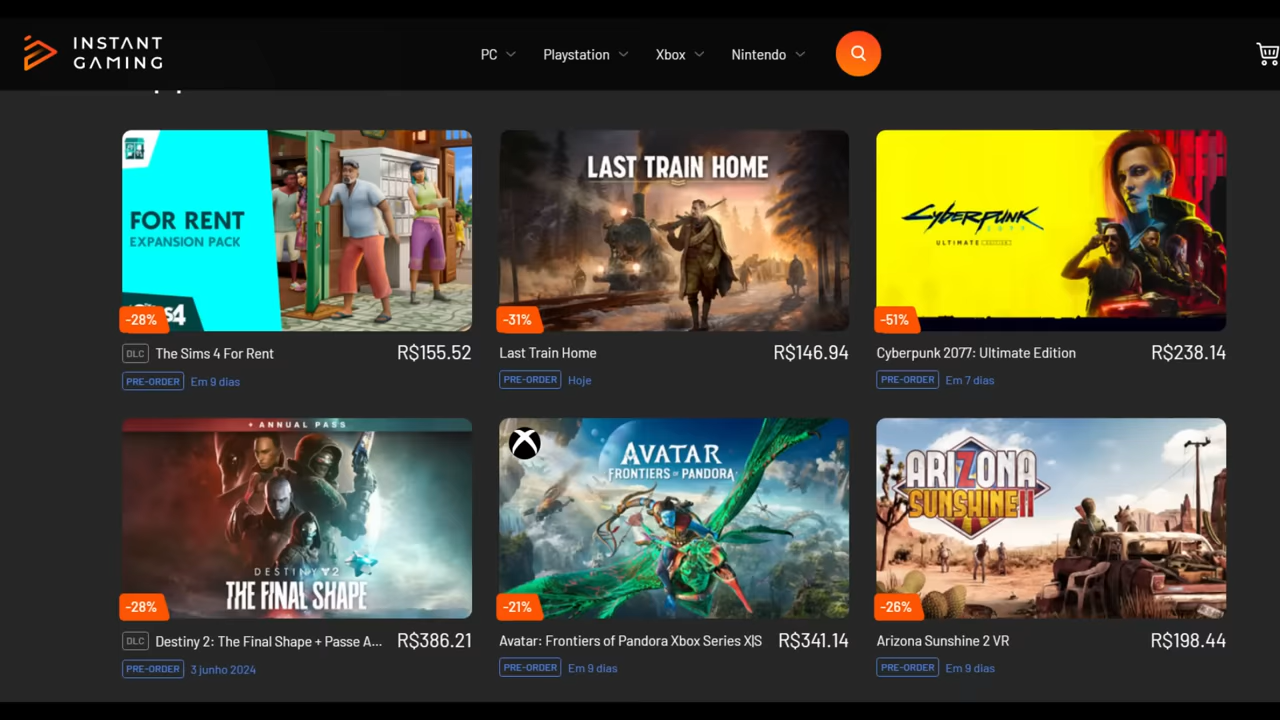 INSTANT
GAMING
PC
Playstation
Xbox
Nintendo
FOR RENT
EXPANSION PACK
-28%
DLC
The Sims 4 For Rent
R$155.52
PRE-ORDER
Em 9 dias
LAST TRAIN HOME
-31%
Last Train Home
R$146.94
PRE-ORDER
Hoje
CYBERPUNK
2077
ULTIMATE EDITION
-51%
Cyberpunk 2077: Ultimate Edition
R$238.14
PRE-ORDER
Em 7 dias
+ ANNUAL PASS
DESTINY 2
THE FINAL SHAPE
-28%
DLC
Destiny 2: The Final Shape + Passe A...
R$386.21
PRE-ORDER
3 junho 2024
AVATAR
FRONTIERS OF PANDORA
-21%
Avatar: Frontiers of Pandora Xbox Series X|S
R$341.14
PRE-ORDER
Em 9 dias
ARIZONA
SUNSHINE II
-26%
Arizona Sunshine 2 VR
R$198.44
PRE-ORDER
Em 9 dias